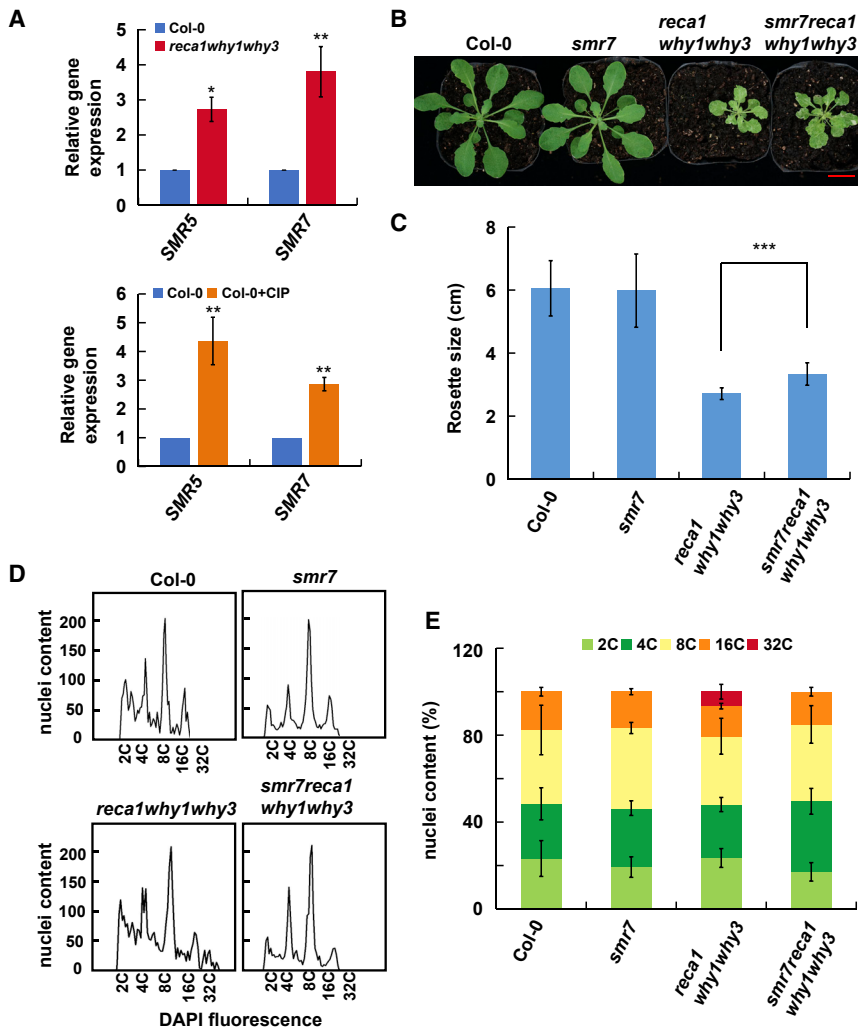 A
Col-0
reca1why1why3
Relative gene
expression
5
4
3
2
1
0
*
**
SMR5
SMR7
Col-0
Col-0+CIP
Relative gene
expression
6
5
4
3
2
1
0
**
**
SMR5
SMR7
B
Col-0
smr7
reca1
why1why3
smr7reca1
why1why3
C
Rosette size (cm)
8
6
4
2
0
***
Col-0
smr7
reca1
why1why3
smr7reca1
why1why3
D
Col-0
smr7
nuclei content
200
150
100
50
0
2C
4C
8C
16C
32C
2C
4C
8C
16C
32C
reca1why1why3
smr7reca1
why1why3
nuclei content
200
150
100
50
0
2C
4C
8C
16C
32C
2C
4C
8C
16C
32C
DAPI fluorescence
E
2C
4C
8C
16C
32C
nuclei content (%)
120
80
40
0
Col-0
smr7
reca1
why1why3
smr7reca1
why1why3